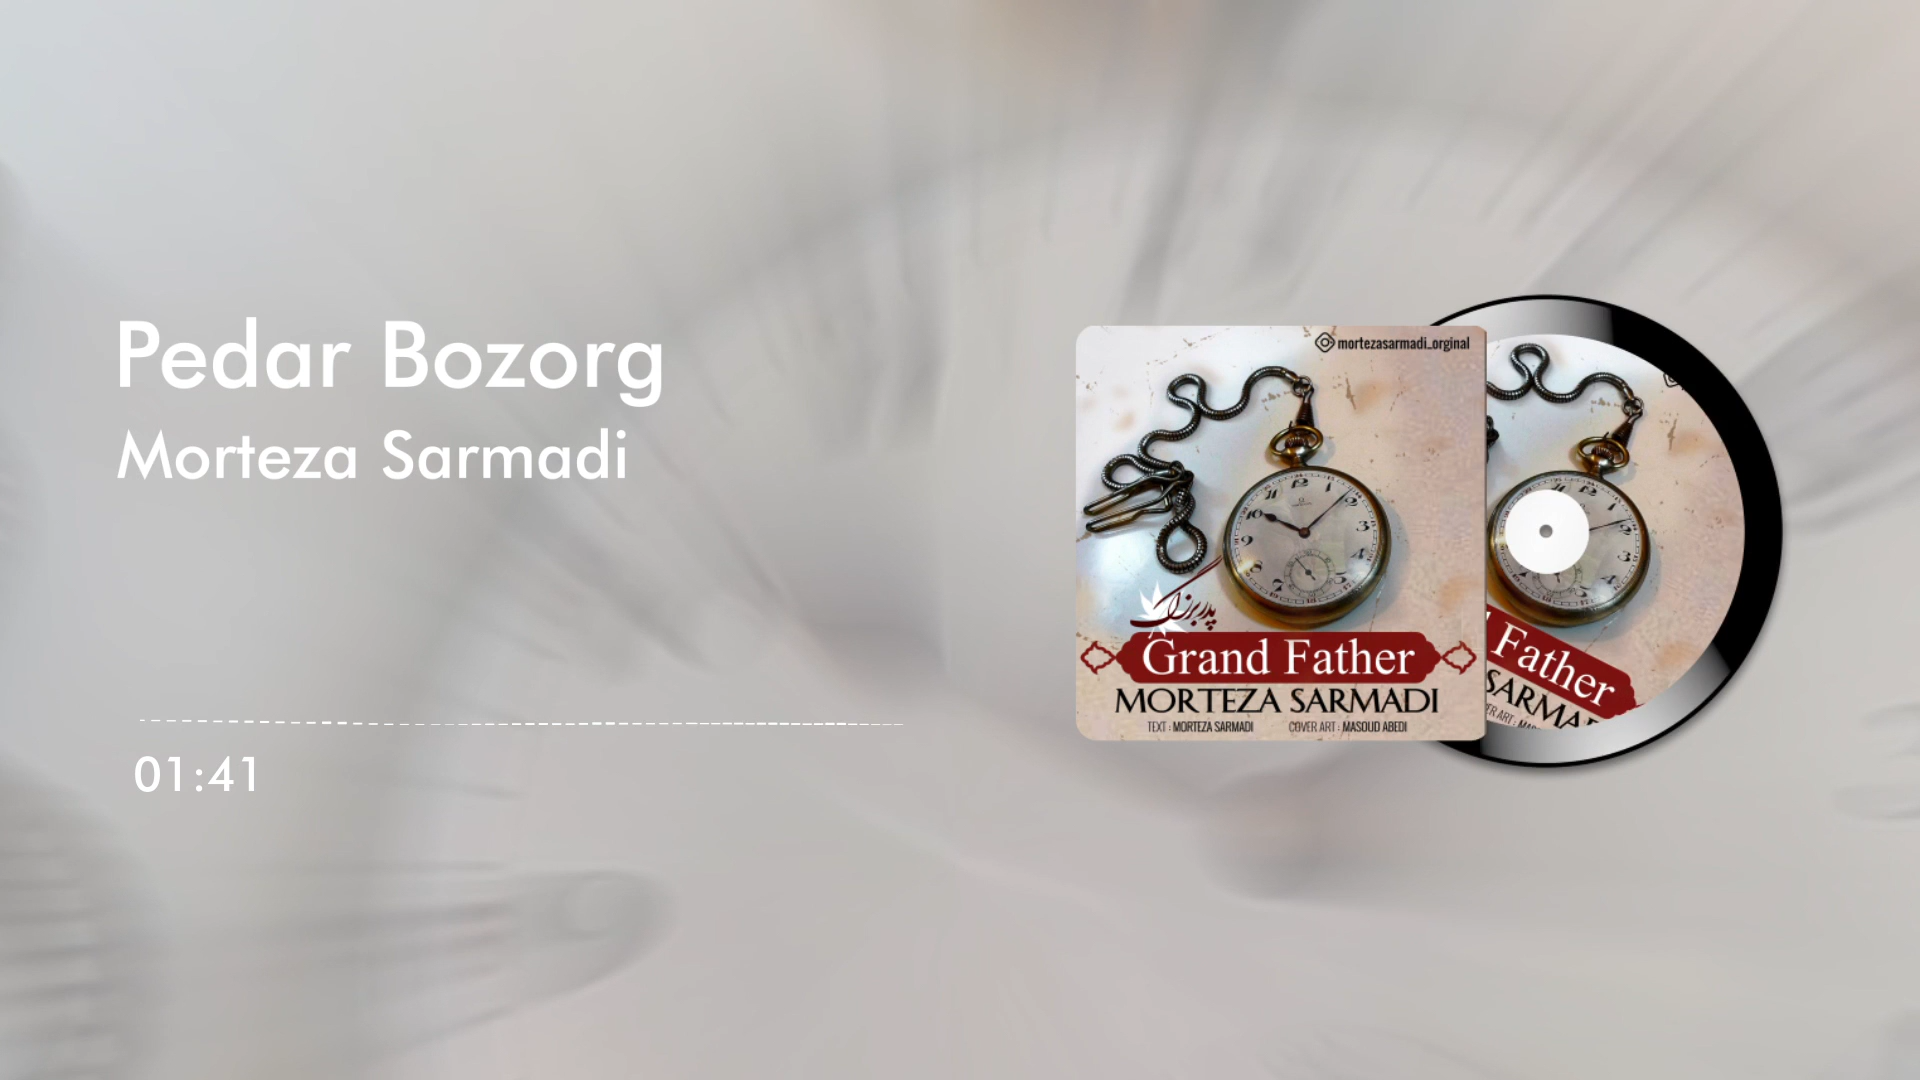 Pedar Bozorg
Morteza Sarmadi
01:41
mortezasarmadi_orginal
پدربزرگ
Grand Father
MORTEZA SARMADI
TEXT : MORTEZA SARMADI
COVER ART : MASOUD ABEDI
Father
SARMA